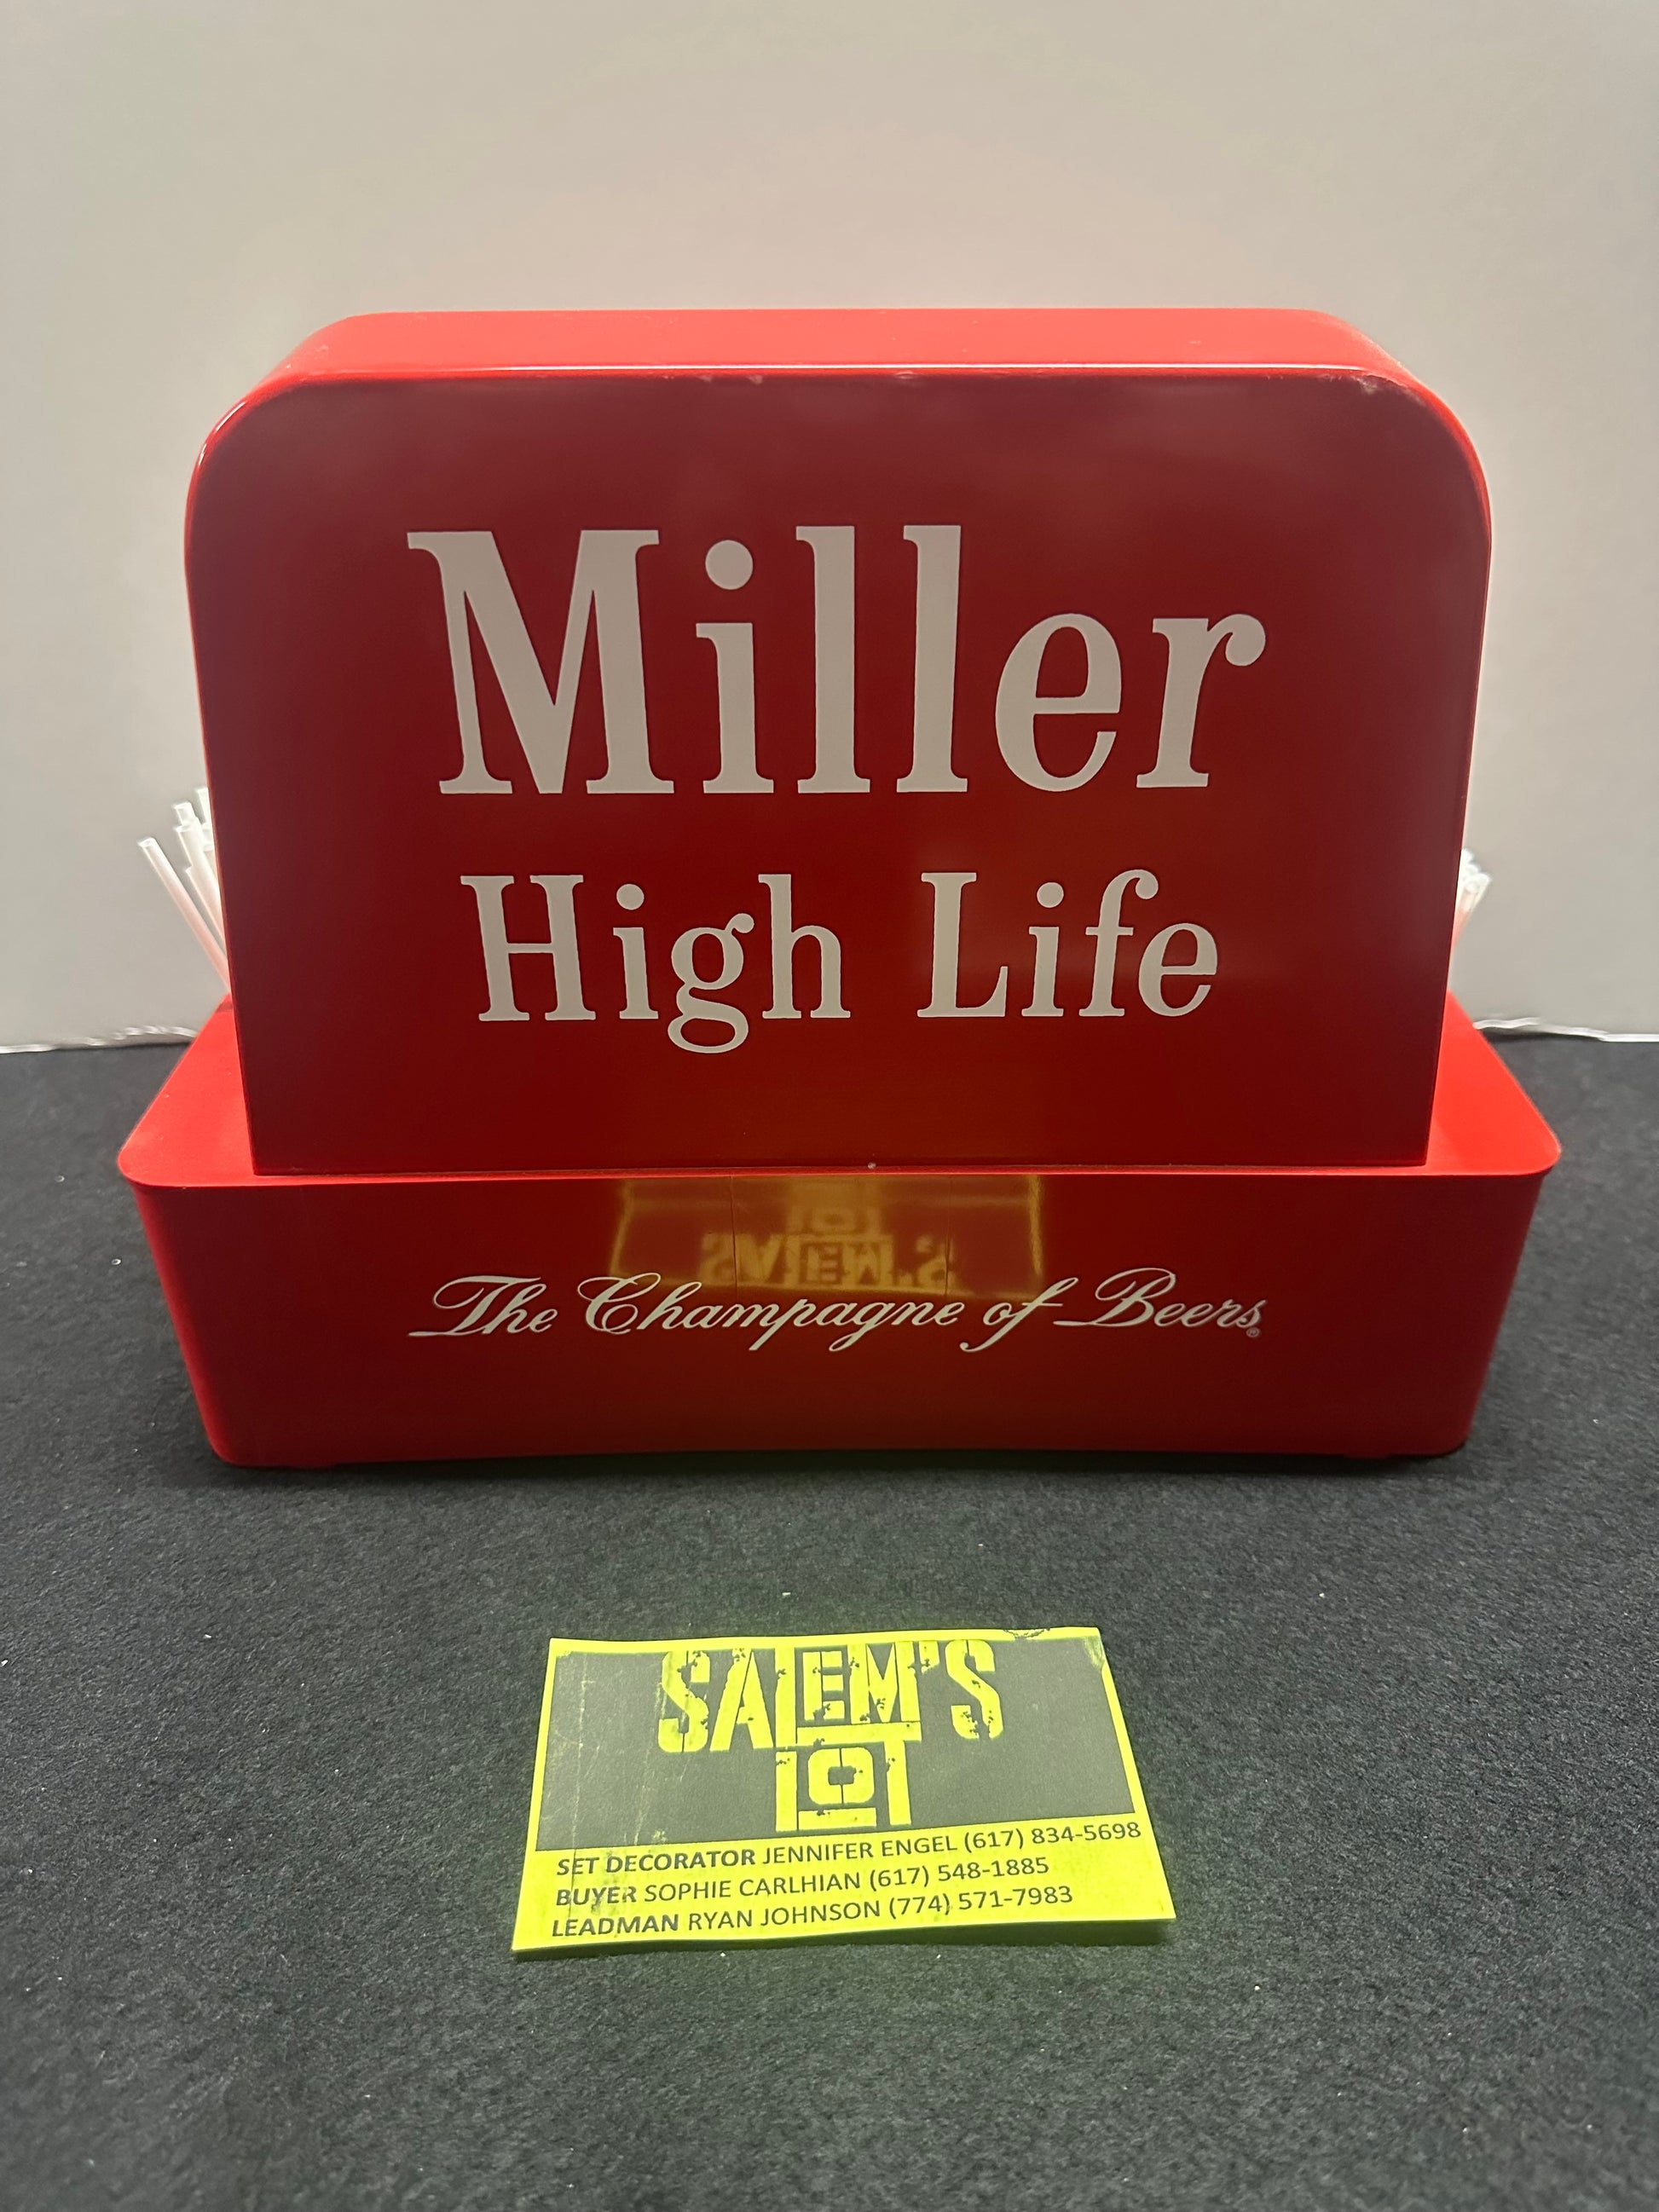 Miller
High Life
The Champagne of Beers®
SALEM'S
LOT
SET DECORATOR JENNIFER ENGEL (617) 834-5698
BUYER SOPHIE CARLHIAN (617) 548-1885
LEADMAN RYAN JOHNSON (774) 571-7983